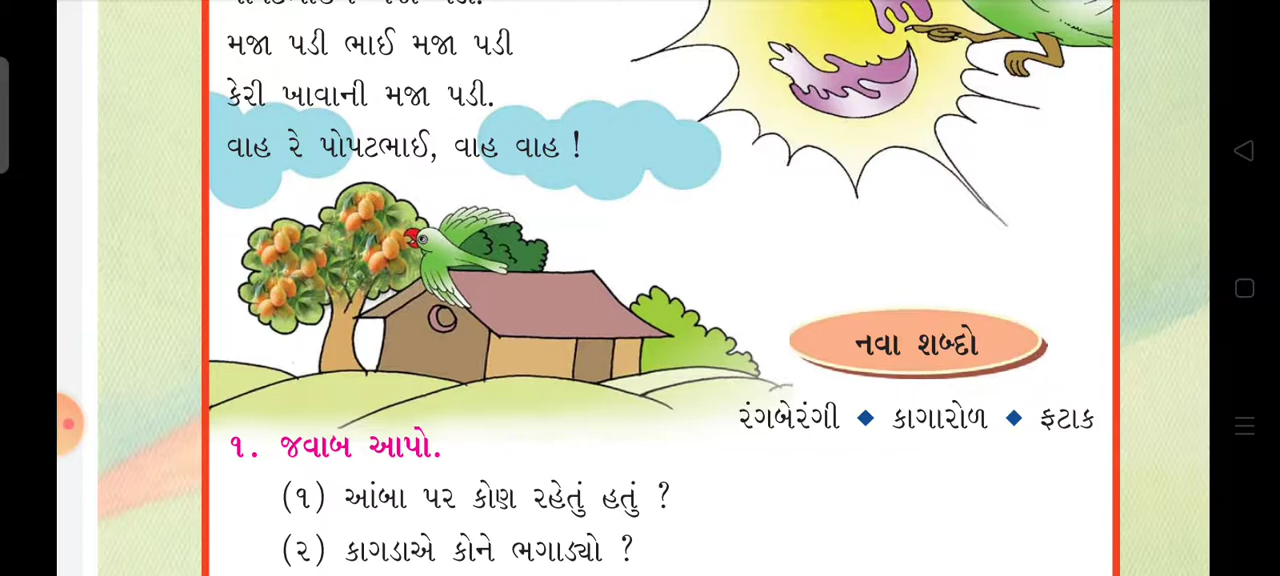 મજા પડી ભાઈ મજા પડી
કેરી ખાવાની મજા પડી.
વાહ રે પોપટભાઈ, વાહ વાહ !
નવા શબ્દો
રંગબેરંગી ◆ કાગારોળ ◆ ફટાક
૧. જવાબ આપો.
(૧) આંબા પર કોણ રહેતું હતું ?
(૨) કાગડાએ કોને ભગાડ્યો ?